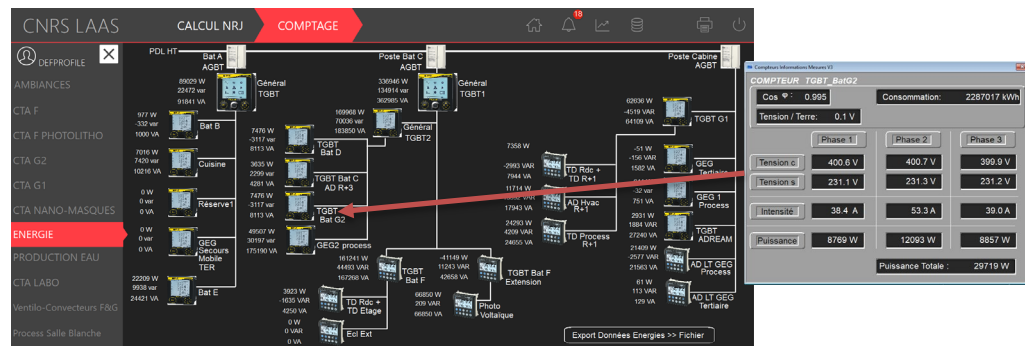 CNRS LAAS
CALCUL NRJ
COMPTAGE
18
DEFPROFILE
X
AMBIANCES
CTA F
CTA F PHOTOLITHO
CTA G2
CTA G1
CTA NANO-MASQUES
ENERGIE
PRODUCTION EAU
CTA LABO
Ventilo-Convecteurs F&G
Process Salle Blanche
PDL HT
Bat A
AGBT
89029 W
22472 var
91841 VA
Général
TGBT
977 W
-332 var
1000 VA
Bat B
7016 W
7420 var
10216 VA
Cuisine
0 W
0 var
0 VA
Réserve1
0 W
0 var
0 VA
GEG
Secours
Mobile
TER
22209 W
9938 var
24421 VA
Bat E
Poste Bat C
AGBT
336946 W
134914 var
362985 VA
Général
TGBT1
169968 W
70036 var
183850 VA
Général
TGBT2
7476 W
-3117 var
8113 VA
TGBT
Bat D
3635 W
2299 var
4281 VA
TGBT Bat C
AD R+3
7476 W
-3117 var
8113 VA
TGBT
Bat G2
49507 W
30197 var
175190 VA
GEG2 process
161241 W
44493 VAR
167268 VA
TGBT
Bat F
-41149 W
11243 VAR
42658 VA
TGBT Bat F
Extension
3923 W
-1635 VAR
4250 VA
TD Rdc +
TD Etage
66850 W
209 VAR
66850 VA
Photo
Voltaïque
0 W
0 VAR
0 VA
Ecl Ext
Poste Cabine
AGBT
62636 W
-4519 VAR
64109 VA
TGBT G1
7358 W
-2993 VAR
7944 VA
TD Rdc +
TD R+1
11714 W
17943 VA
AD Hvac
R+1
24293 W
4209 VAR
24655 VA
TD Process
R+1
-51 W
-156 VAR
1582 VA
GEG
Tertiaire
-32 var
751 VA
GEG 1
Process
2931 W
1884 VAR
27240 VA
TGBT
ADREAM
21409 W
-2577 VAR
21563 VA
AD LT GEG
Process
61 W
113 VAR
129 VA
AD LT GEG
Tertiaire
Export Données Energies >> Fichier
Compteurs Informations Mesures V3
COMPTEUR TGBT_BatG2
Cos φ : 0.995
Consommation: 2287017 kWh
Tension / Terre: 0.1 V
Phase 1 Phase 2 Phase 3
Tension c 400.6 V 400.7 V 399.9 V
Tension s 231.1 V 231.3 V 231.2 V
Intensité 38.4 A 53.3 A 39.0 A
Puissance 8769 W 12093 W 8857 W
Puissance Totale : 29719 W